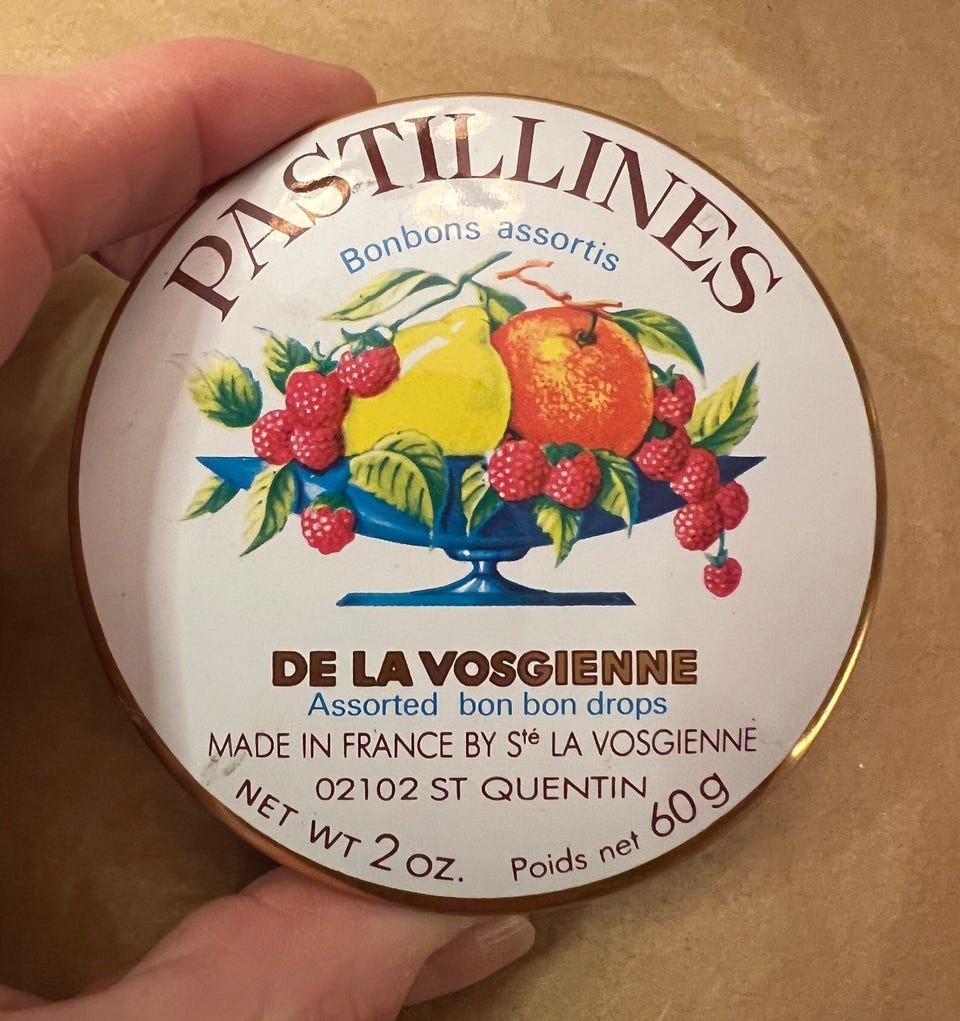 PASTILLINES
Bonbons assortis
DE LA VOSGIENNE
Assorted bon bon drops
MADE IN FRANCE BY Sté LA VOSGIENNE
02102 ST QUENTIN
NET WT 2 OZ. Poids net 60 g